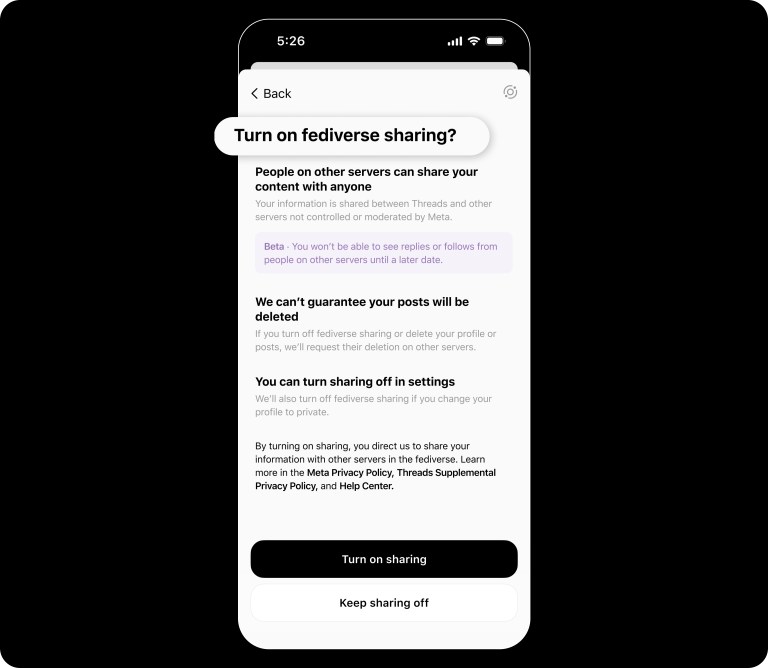 5:26
Back
Turn on fediverse sharing?
People on other servers can share your
content with anyone
Your information is shared between Threads and other
servers not controlled or moderated by Meta.
Beta - You won’t be able to see replies or follows from
people on other servers until a later date.
We can’t guarantee your posts will be
deleted
If you turn off fediverse sharing or delete your profile or
posts, we’ll request their deletion on other servers.
You can turn sharing off in settings
We’ll also turn off fediverse sharing if you change your
profile to private.
By turning on sharing, you direct us to share your
information with other servers in the fediverse. Learn
more in the Meta Privacy Policy, Threads Supplemental
Privacy Policy, and Help Center.
Turn on sharing
Keep sharing off